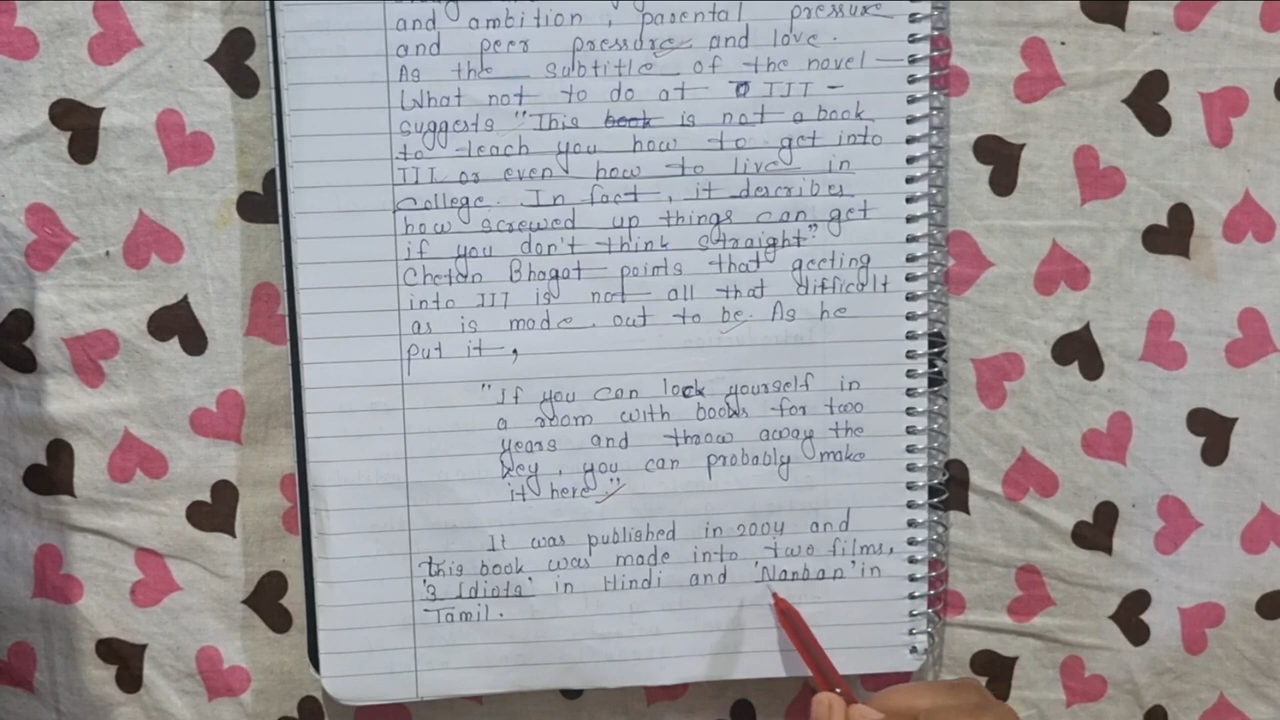 and ambition , parental pressure
and peer pressure and love.
As the subtitle of the novel —
What not to do at IIT -
suggests "This book is not a book
to teach you how to get into
IIT or even how to live in
College. In fact, it describes
how screwed up things can get
if you don't think straight"
Chetan Bhagat points that geeting
into IIT is not all that difficult
as is made out to be. As he
put it ,
"If you can lock yourself in
a room with books for two
years and throw away the
key , you can probably make
it here"
It was published in 2004 and
this book was made into two films,
'3 Idiots' in Hindi and 'Nanban' in
Tamil.